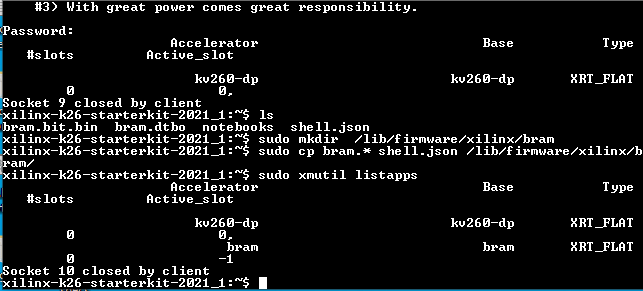 #3) With great power comes great responsibility.
Password:
Accelerator Base Type
#slots Active_slot
kv260-dp XRT_FLAT
0 0,
Socket 9 closed by client
xilinx-k26-starterkit-2021_1:~$ ls
bram.bit.bin bram.dtbo notebooks shell.json
xilinx-k26-starterkit-2021_1:~$ sudo mkdir /lib/firmware/xilinx/bram
xilinx-k26-starterkit-2021_1:~$ sudo cp bram.* shell.json /lib/firmware/xilinx/b
ram/
xilinx-k26-starterkit-2021_1:~$ sudo xmutil listapps
Accelerator Base Type
#slots Active_slot
kv260-dp kv260-dp XRT_FLAT
0 0,
bram bram XRT_FLAT
0 -1
Socket 10 closed by client
xilinx-k26-starterkit-2021_1:~$